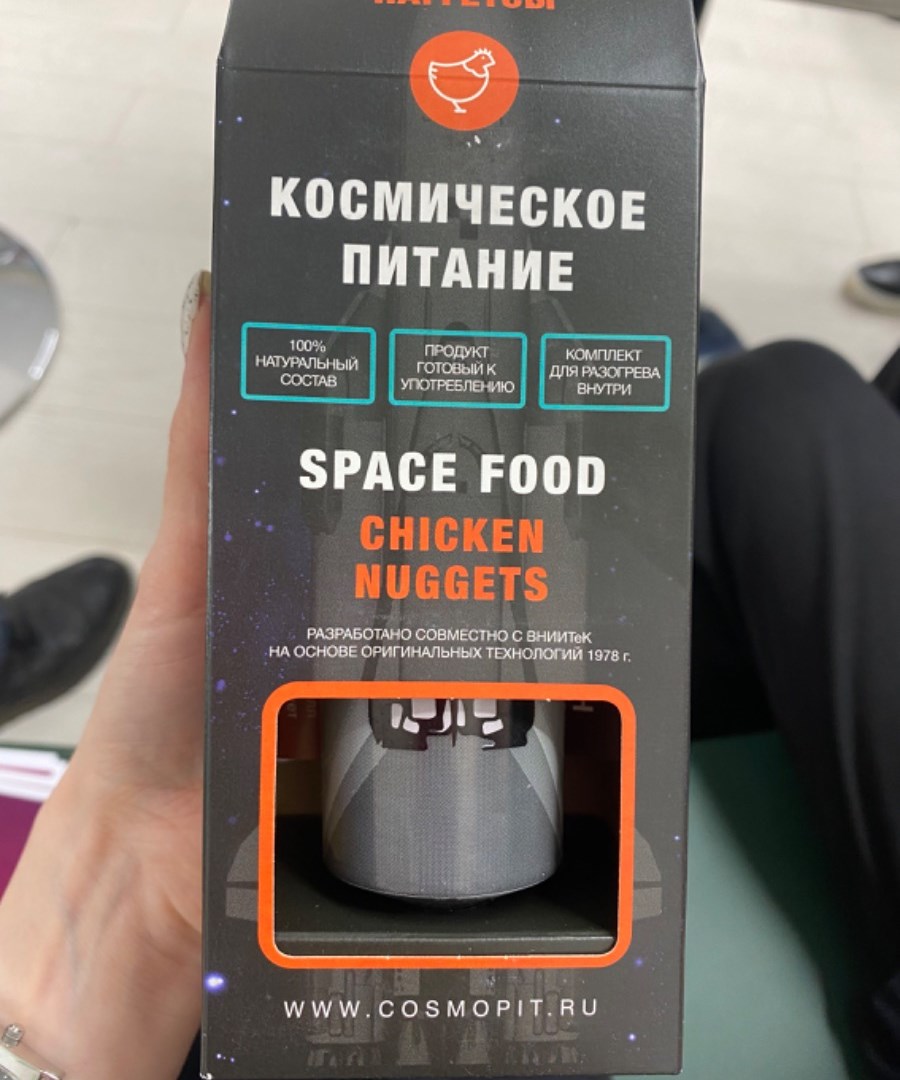 НАГГЕТСЫ
КОСМИЧЕСКОЕ
ПИТАНИЕ
100%
НАТУРАЛЬНЫЙ
СОСТАВ
ПРОДУКТ
ГОТОВЫЙ К
УПОТРЕБЛЕНИЮ
КОМПЛЕКТ
ДЛЯ РАЗОГРЕВА
ВНУТРИ
SPACE FOOD
CHICKEN
NUGGETS
РАЗРАБОТАНО СОВМЕСТНО С ВНИИТеК
НА ОСНОВЕ ОРИГИНАЛЬНЫХ ТЕХНОЛОГИЙ 1978 г.
WWW.COSMOPIT.RU